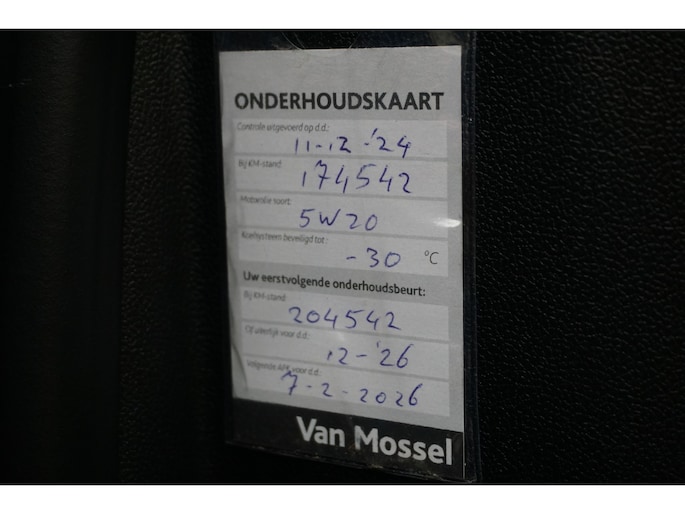 ONDERHOUDSKAART
Controle uitgevoerd op d.d.:
11-12-'24
Bij KM-stand:
174542
Motorolie soort:
5W20
Koelsysteem beveiligd tot:
-30 °C
Uw eerstvolgende onderhoudsbeurt:
Bij KM-stand:
204542
Of uiterlijk voor d.d.:
12-'26
Volgende APK voor d.d.:
7-2-2026
Van Mossel